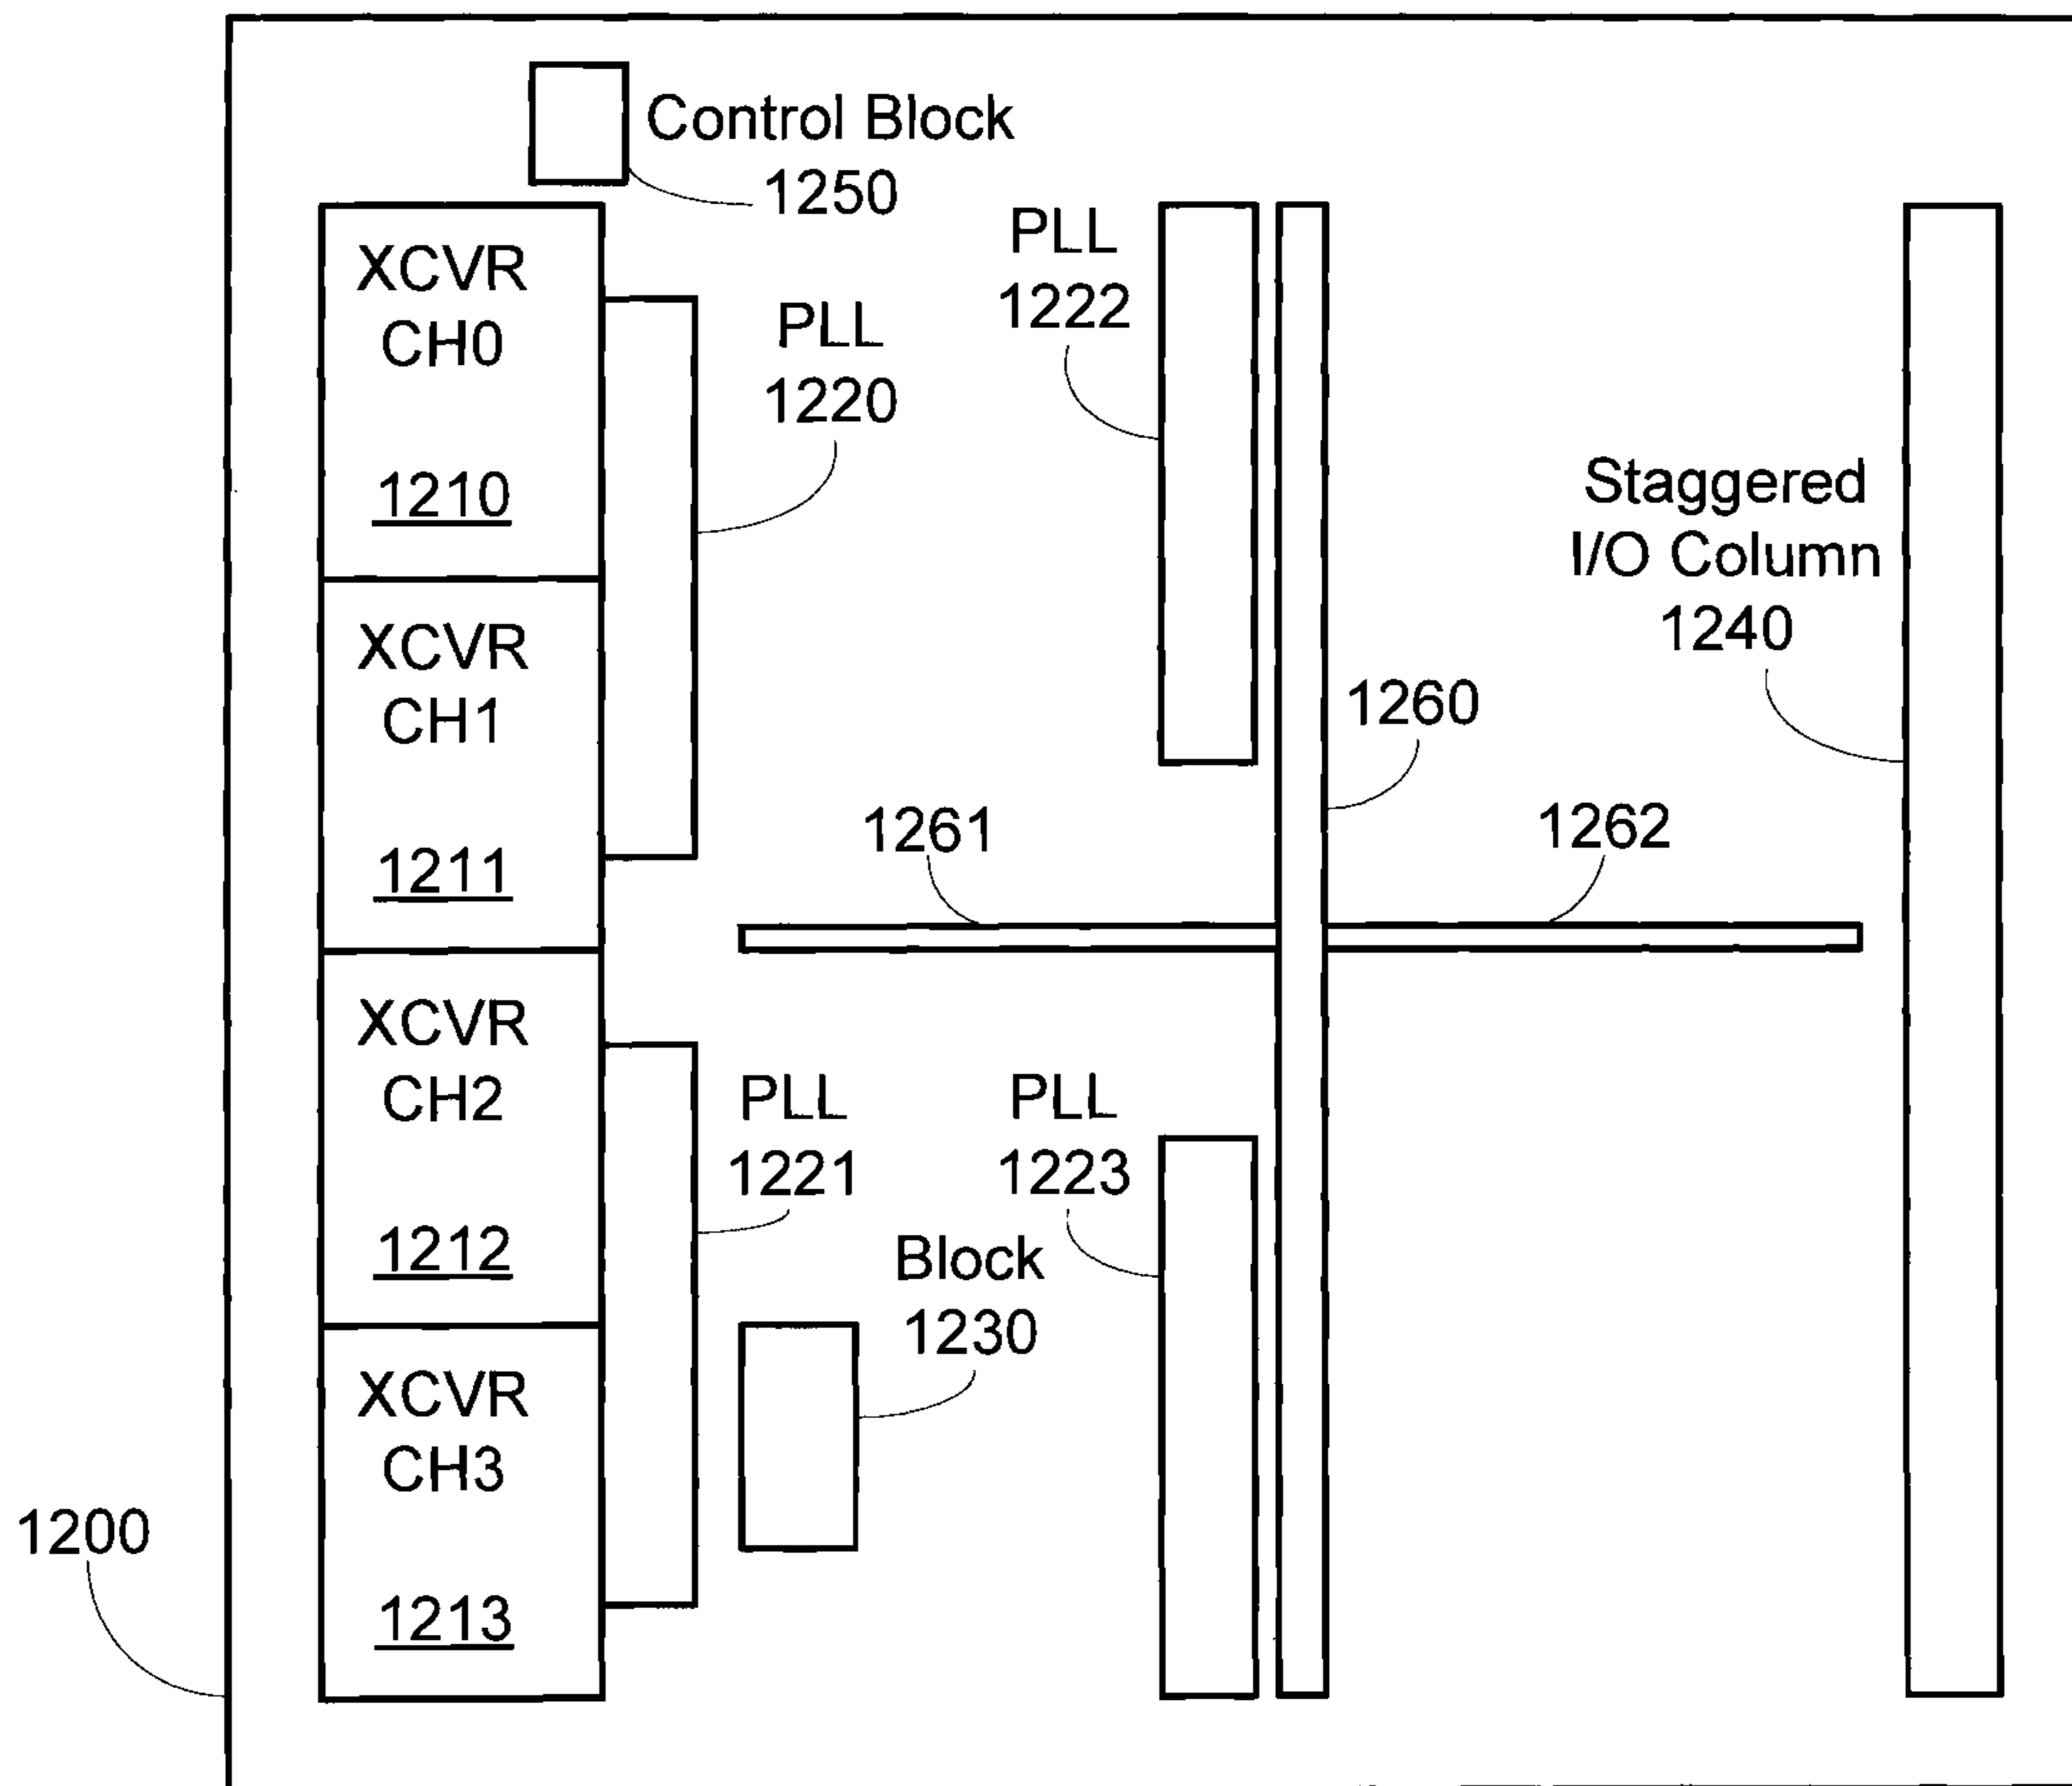 Control Block
1250
XCVR
CH0
1210
PLL
1220
PLL
1222
Staggered
I/O Column
1240
XCVR
CH1
1211
1260
1261
1262
XCVR
CH2
1212
PLL
1221
PLL
1223
Block
1230
XCVR
CH3
1213
1200